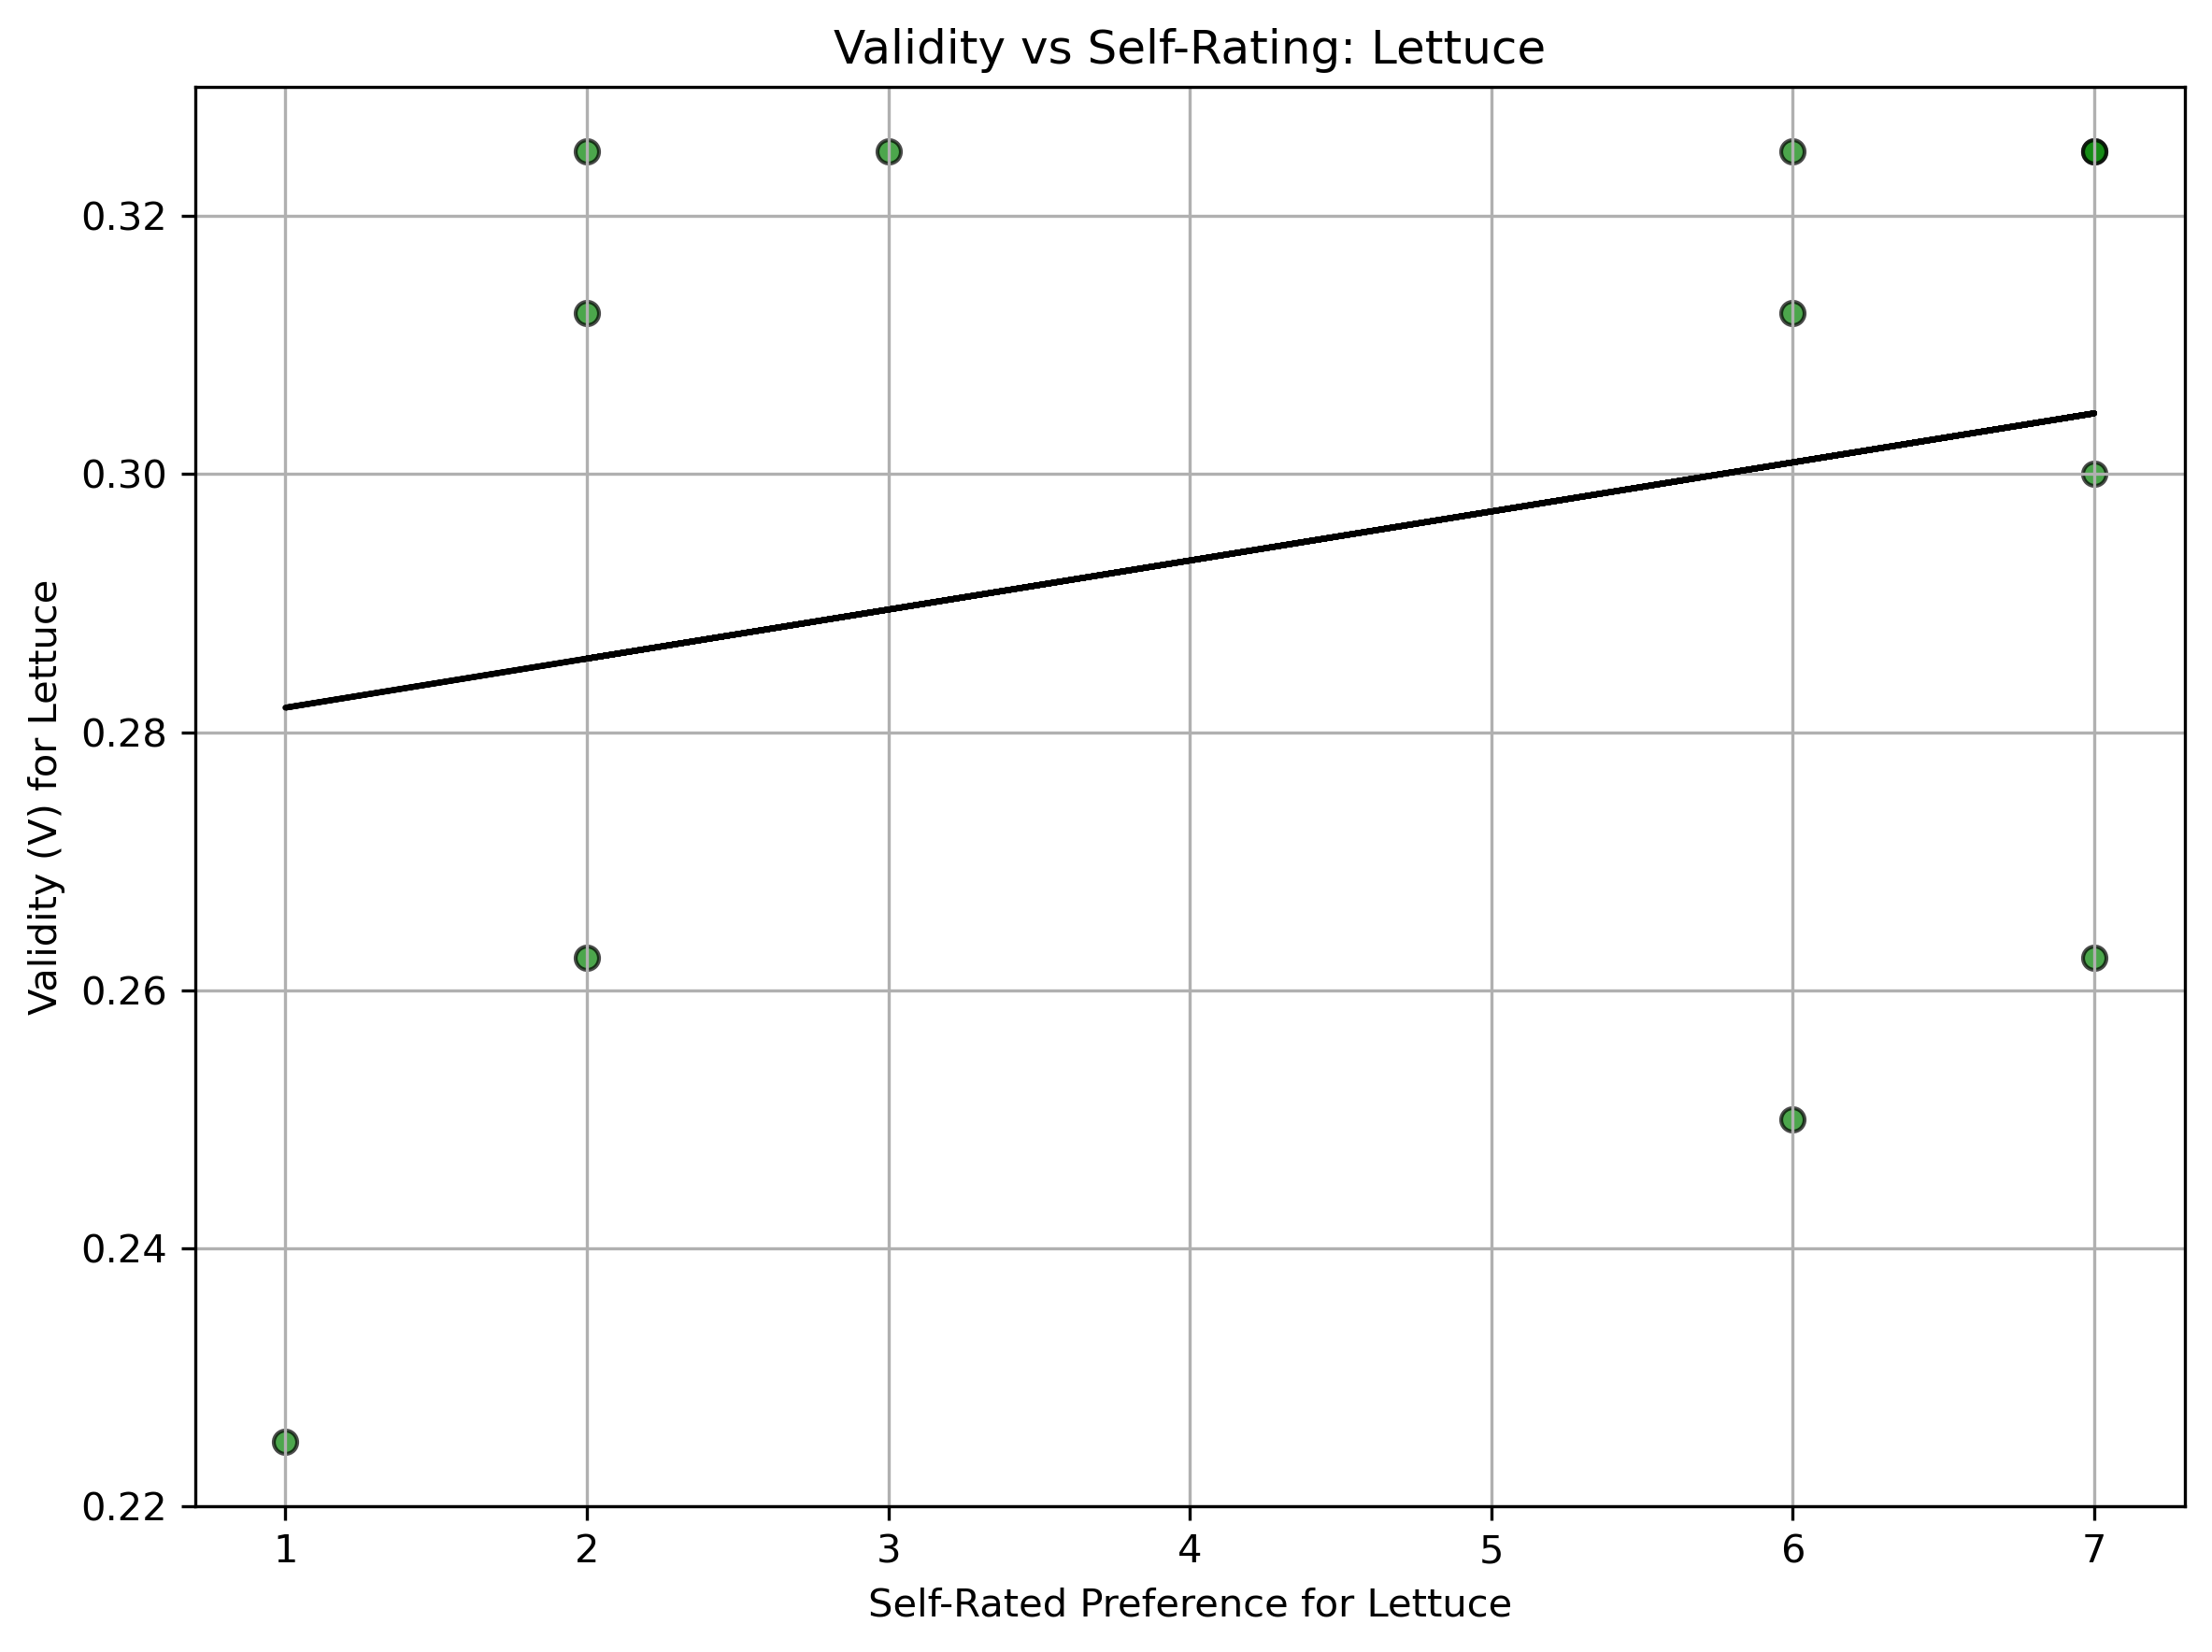 Validity vs Self-Rating: Lettuce
Validity (V) for Lettuce
0.32
0.30
0.28
0.26
0.24
0.22
1 2 3 4 5 6 7
Self-Rated Preference for Lettuce